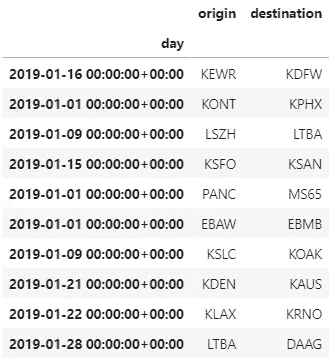 origin destination
day
2019-01-16 00:00:00+00:00 KEWR KDFW
2019-01-01 00:00:00+00:00 KONT KPHX
2019-01-09 00:00:00+00:00 LSZH LTBA
2019-01-15 00:00:00+00:00 KSFO KSAN
2019-01-01 00:00:00+00:00 PANC MS65
2019-01-01 00:00:00+00:00 EBAW EBMB
2019-01-09 00:00:00+00:00 KSLC KOAK
2019-01-21 00:00:00+00:00 KDEN KAUS
2019-01-22 00:00:00+00:00 KLAX KRNO
2019-01-28 00:00:00+00:00 LTBA DAAG